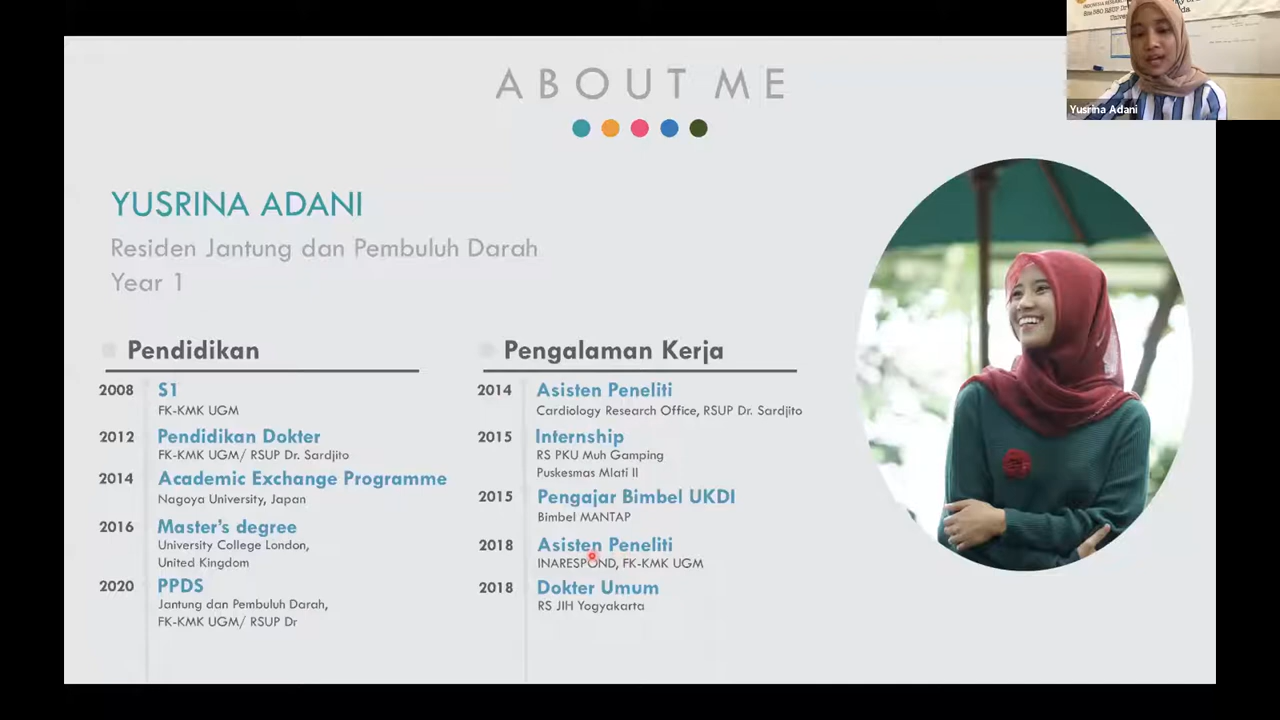 ABOUT ME
Yusrina Adani
YUSRINA ADANI
Residen Jantung dan Pembuluh Darah
Year 1
Pendidikan
2008 S1
FK-KMK UGM
2012 Pendidikan Dokter
FK-KMK UGM/ RSUP Dr. Sardjito
2014 Academic Exchange Programme
Nagoya University, Japan
2016 Master's degree
University College London,
United Kingdom
2020 PPDS
Jantung dan Pembuluh Darah,
FK-KMK UGM/ RSUP Dr
Pengalaman Kerja
2014 Asisten Peneliti
Cardiology Research Office, RSUP Dr. Sardjito
2015 Internship
RS PKU Muh Gamping
Puskesmas Mlati II
2015 Pengajar Bimbel UKDI
Bimbel MANTAP
2018 Asisten Peneliti
INARESPOND, FK-KMK UGM
2018 Dokter Umum
RS JIH Yogyakarta